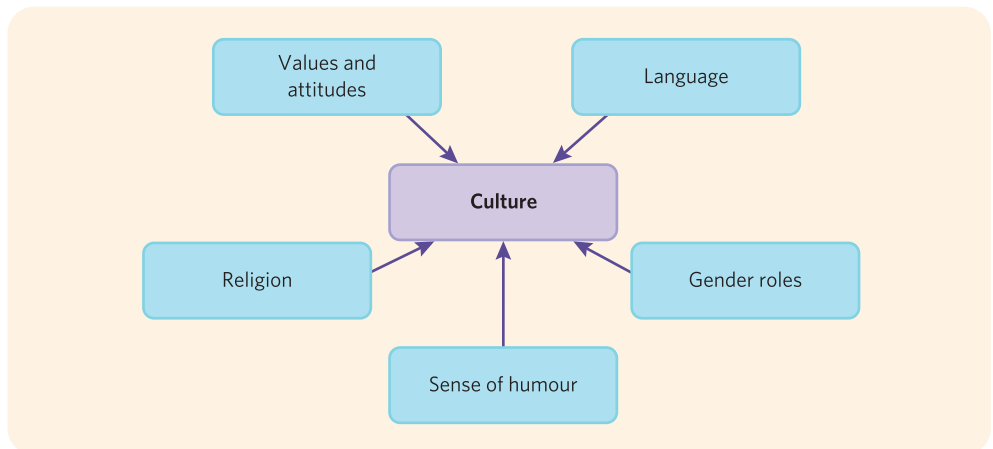 Values and
attitudes
Language
Culture
Religion
Gender roles
Sense of humour